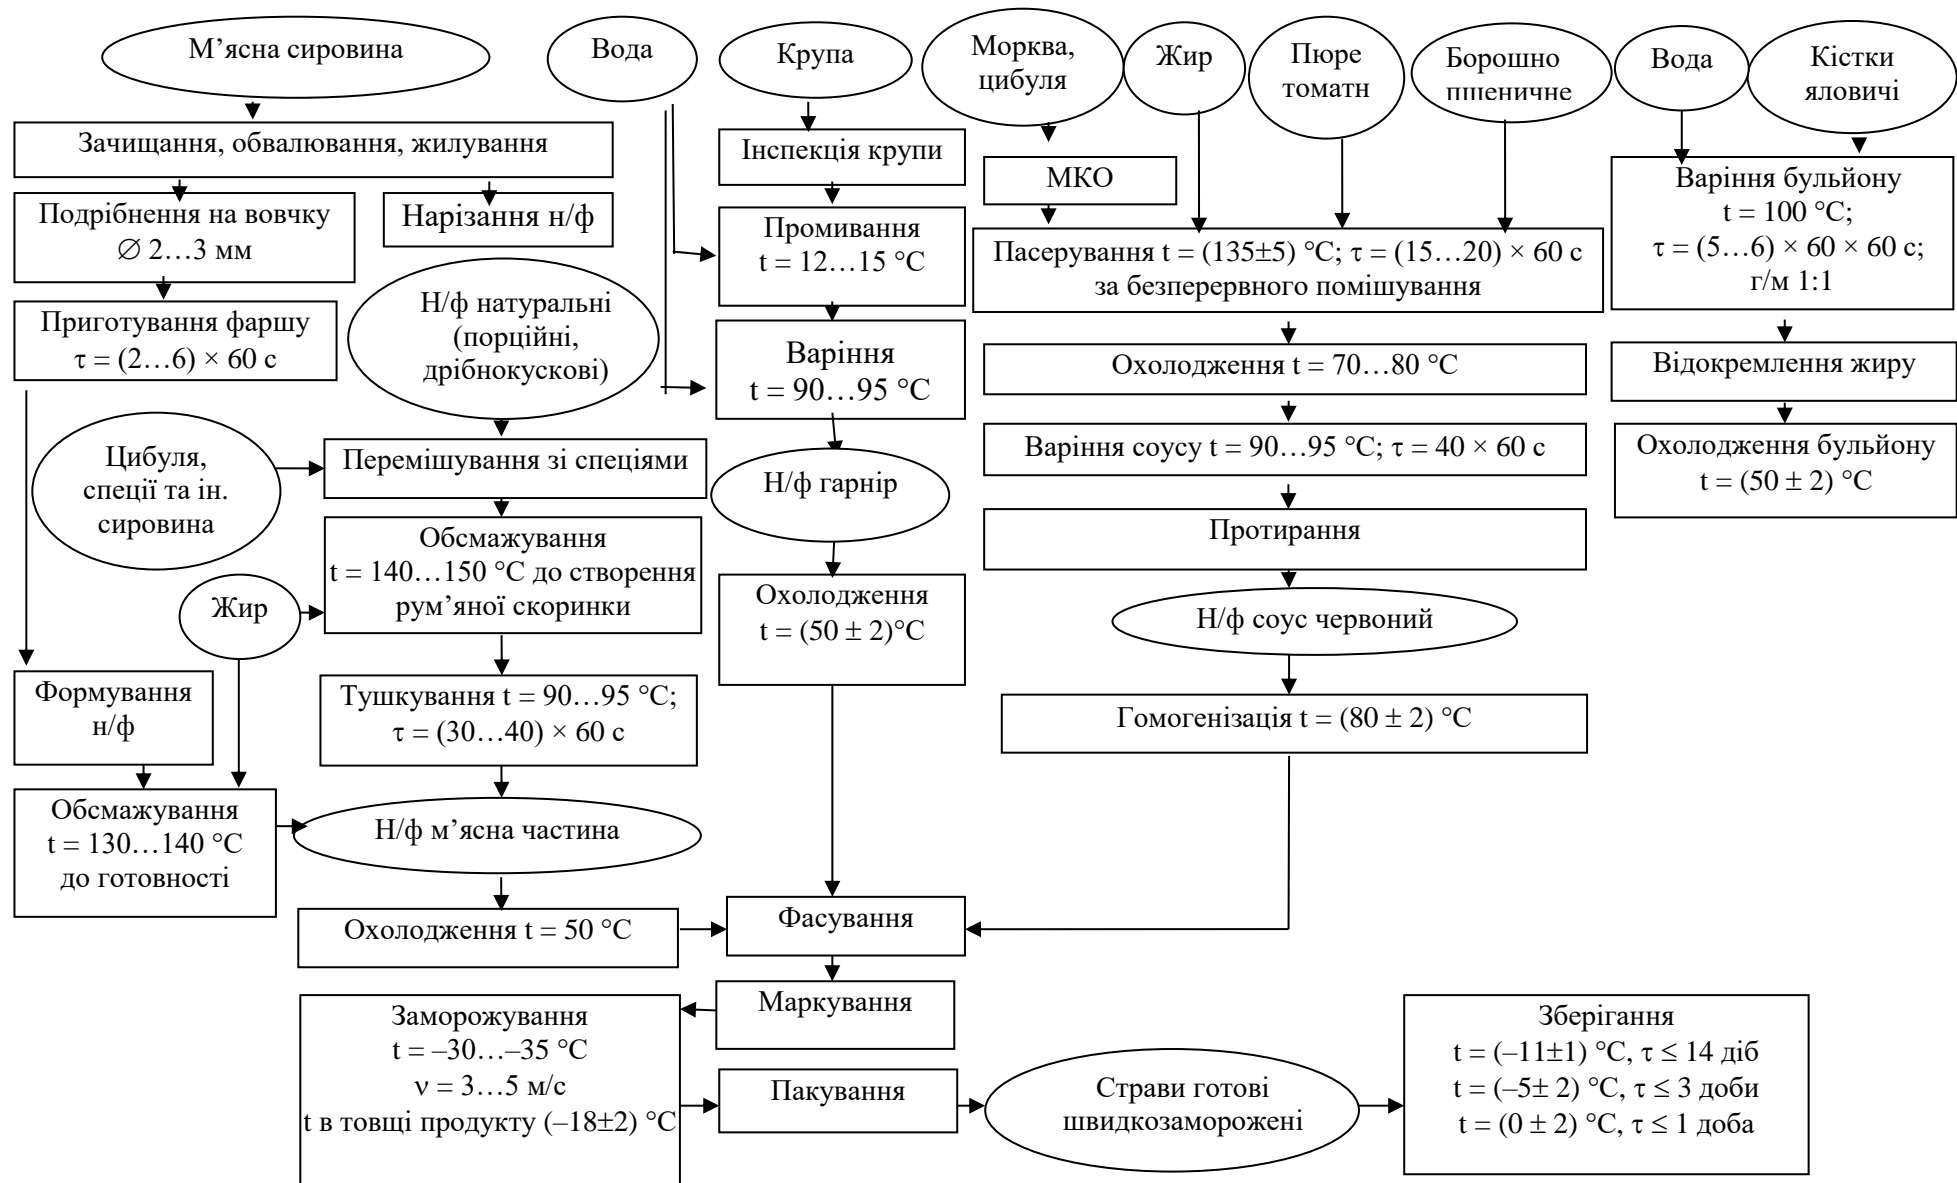 М’ясна сировина
Вода
Крупа
Морква,
цибуля
Жир
Пюре
томатн
Борошно
пшеничне
Вода
Кістки
яловичі
Зачищання, обвалювання, жилування
Подрібнення на вовчку
∅ 2…3 мм
Нарізання н/ф
Приготування фаршу
τ = (2…6) × 60 с
Н/ф натуральні
(порційні,
дрібнокускові)
Цибуля,
спеції та ін.
сировина
Перемішування зі спеціями
Обсмажування
t = 140…150 °С до створення
рум’яної скоринки
Жир
Формування
н/ф
Тушкування t = 90…95 °С;
τ = (30…40) × 60 с
Обсмажування
t = 130…140 °С
до готовності
Н/ф м’ясна частина
Охолодження t = 50 °С
Інспекція крупи
Промивання
t = 12…15 °С
Варіння
t = 90…95 °С
Н/ф гарнір
Охолодження
t = (50 ± 2)°С
МКО
Пасерування t = (135±5) °С; τ = (15…20) × 60 с
за безперервного помішування
Охолодження t = 70…80 °С
Варіння соусу t = 90…95 °С; τ = 40 × 60 с
Протирання
Н/ф соус червоний
Гомогенізація t = (80 ± 2) °С
Варіння бульйону
t = 100 °С;
τ = (5…6) × 60 × 60 с;
г/м 1:1
Відокремлення жиру
Охолодження бульйону
t = (50 ± 2) °С
Фасування
Маркування
Заморожування
t = –30…–35 °С
ν = 3…5 м/с
t в товщі продукту (–18±2) °С
Пакування
Страви готові
швидкозаморожені
Зберігання
t = (–11±1) °С, τ ≤ 14 діб
t = (–5± 2) °С, τ ≤ 3 доби
t = (0 ± 2) °С, τ ≤ 1 доба